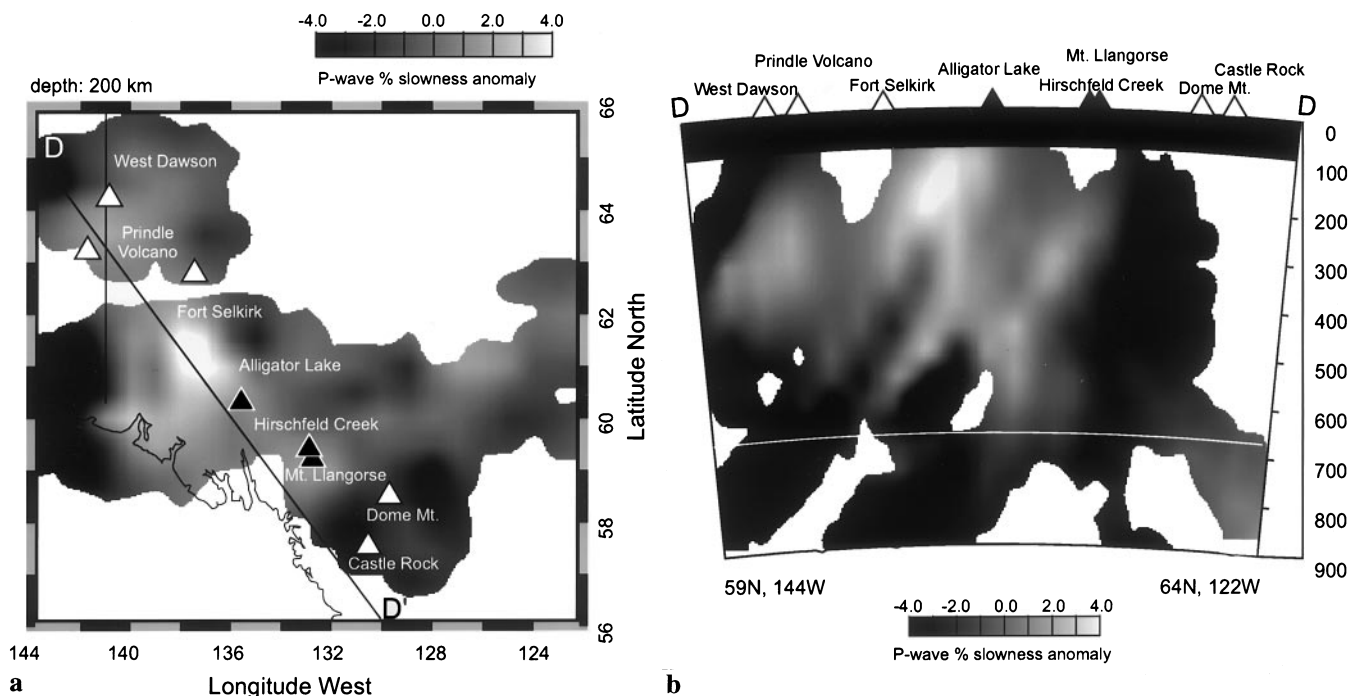 -4.0 -2.0 0.0 2.0 4.0
P-wave % slowness anomaly
depth: 200 km
D
West Dawson
Prindle
Volcano
Fort Selkirk
Alligator Lake
Hirschfeld Creek
Mt. Llangorse
Dome Mt.
Castle Rock
D'
66
64
62
60
58
56
Latitude North
144 140 136 132 128 124
Longitude West
a
Mt. Llangorse
Prindle Volcano
Alligator Lake
Castle Rock
West Dawson
Fort Selkirk
Hirschfeld Creek
Dome Mt.
D
D
0
100
200
300
400
500
600
700
800
900
59N, 144W
64N, 122W
-4.0 -2.0 0.0 2.0 4.0
P-wave % slowness anomaly
b